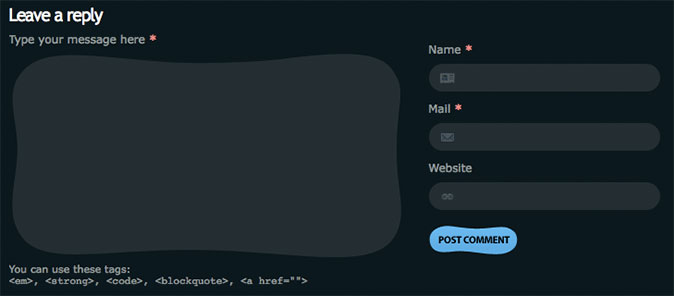 Leave a reply
Type your message here *
You can use these tags:
<em>, <strong>, <code>, <blockquote>, <a href="">
Name *
Mail *
Website
POST COMMENT